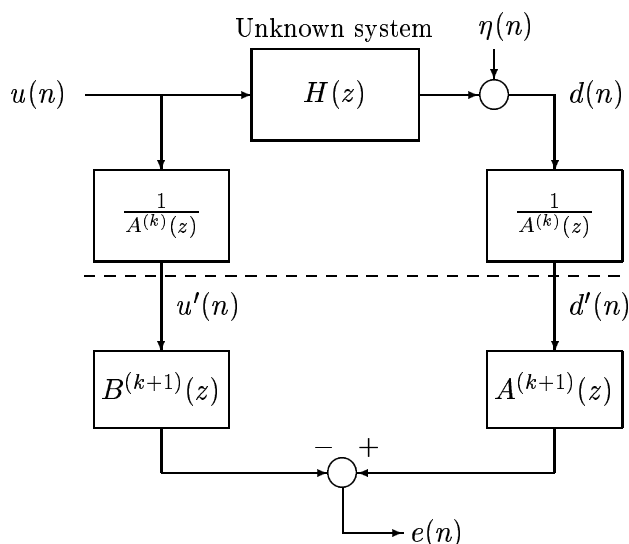 Unknown system
η(n)
u(n)
H(z)
d(n)
1/A^(k)(z)
1/A^(k)(z)
u′(n)
d′(n)
B^(k+1)(z)
A^(k+1)(z)
− +
e(n)